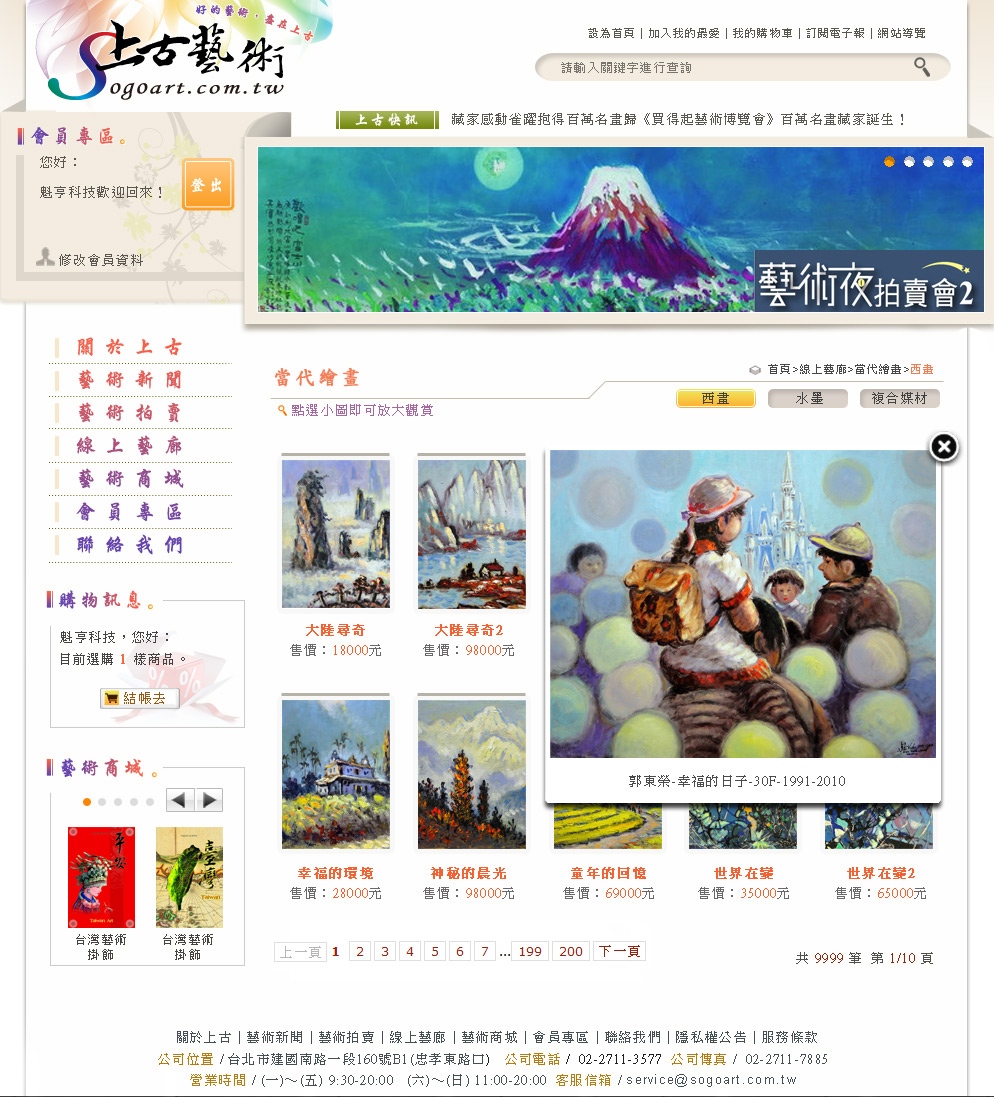 好的藝術，盡在上古
上古藝術
Sogoart.com.tw
設為首頁 | 加入我的最愛 | 我的購物車 | 訂閱電子報 | 網站導覽
請輸入關鍵字進行查詢
上古快訊 藏家感動雀躍抱得百萬名畫歸《買得起藝術博覽會》百萬名畫藏家誕生！
會員專區。
您好：
魁亨科技歡迎回來！
登出
修改會員資料
藝術夜拍賣會2
關於上古
藝術新聞
藝術拍賣
線上藝廊
藝術商城
會員專區
聯絡我們
當代繪畫
首頁>線上藝廊>當代繪畫>西畫
點選小圖即可放大觀賞
西畫 水墨 複合媒材
大陸尋奇
售價：18000元
大陸尋奇2
售價：98000元
郭東榮-幸福的日子-30F-1991-2010
購物訊息。
魁亨科技，您好：
目前選購 1 樣商品。
結帳去
幸福的環境
售價：28000元
神秘的晨光
售價：98000元
童年的回憶
售價：69000元
世界在變
售價：35000元
世界在變2
售價：65000元
藝術商城。
平安
Taiwan Art
台灣藝術
掛飾
Taiwan
台灣藝術
掛飾
上一頁 1 2 3 4 5 6 7 ... 199 200 下一頁
共 9999 筆 第 1/10 頁
關於上古 | 藝術新聞 | 藝術拍賣 | 線上藝廊 | 藝術商城 | 會員專區 | 聯絡我們 | 隱私權公告 | 服務條款
公司位置 / 台北市建國南路一段160號B1(忠孝東路口) 公司電話 / 02-2711-3577 公司傳真 / 02-2711-7885
營業時間 / (一)～(五) 9:30-20:00 (六)～(日) 11:00-20:00 客服信箱 / service@sogoart.com.tw